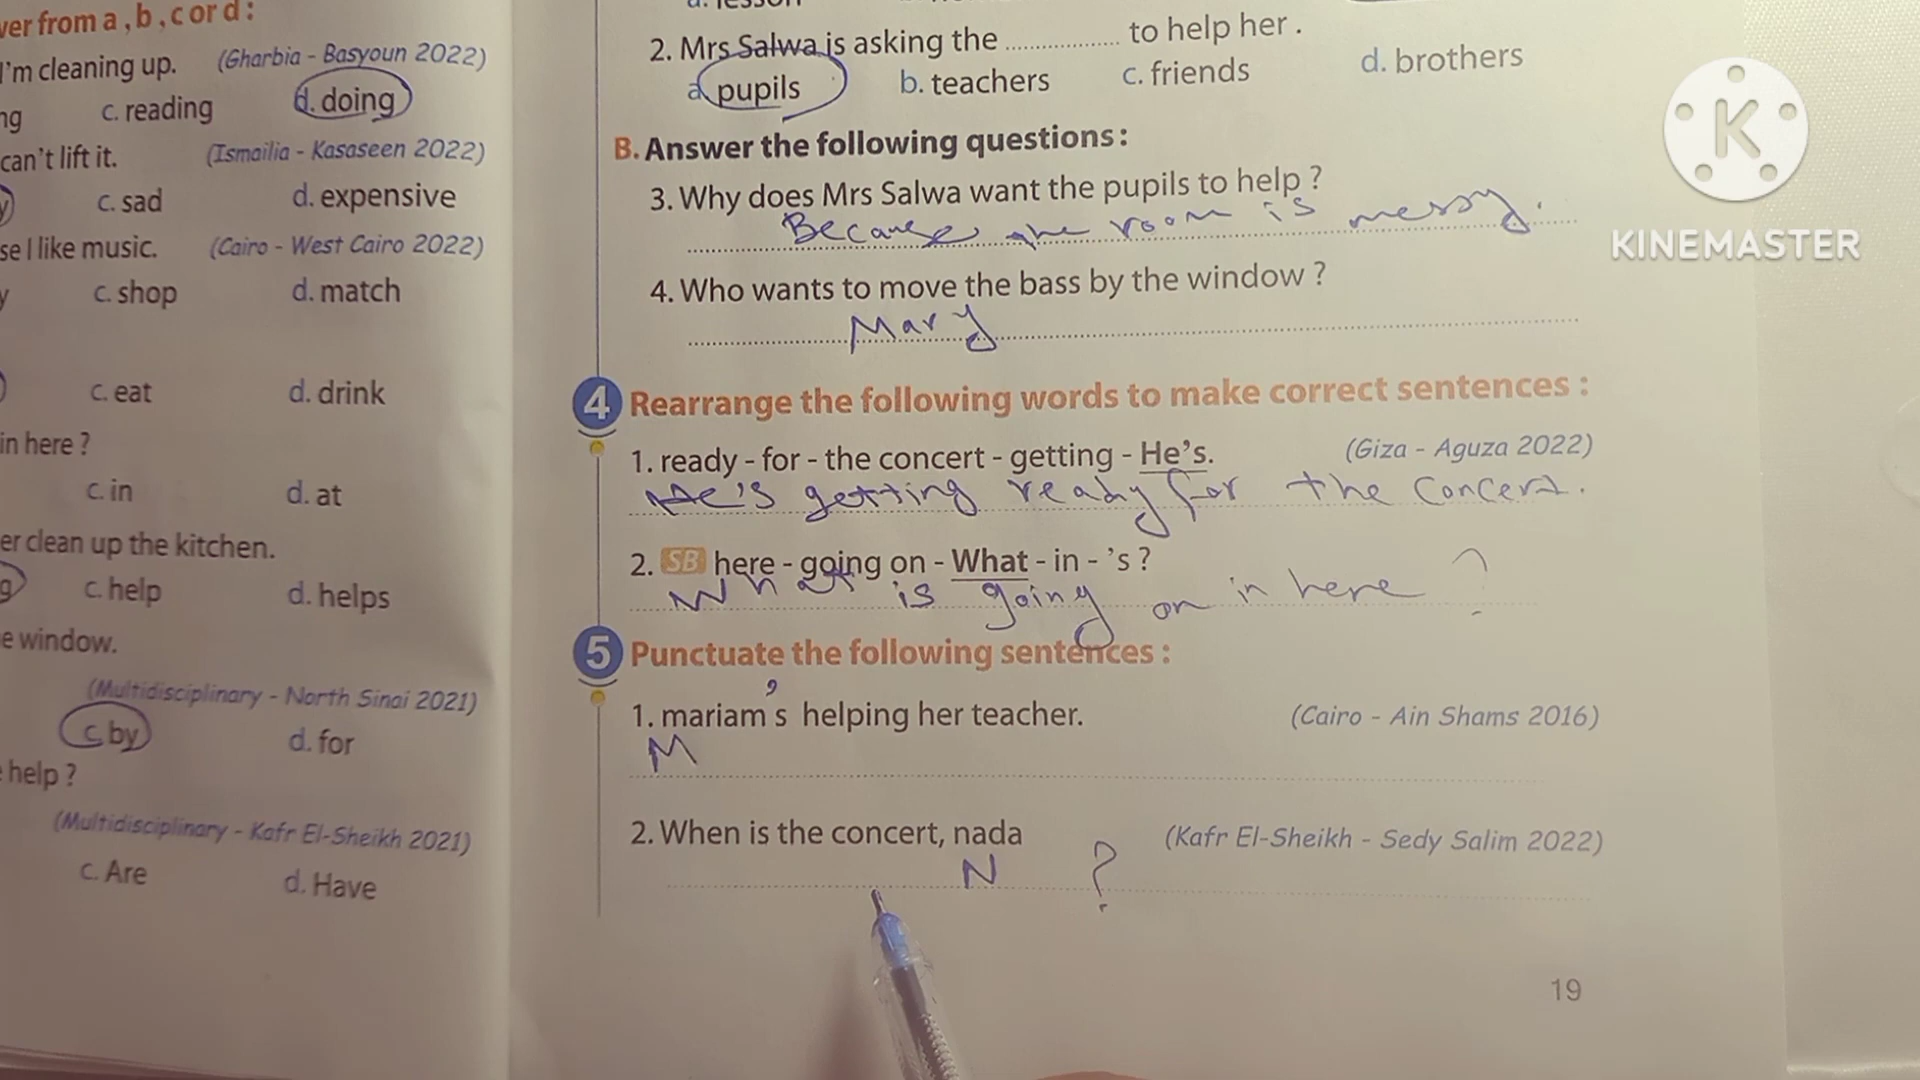 ver from a , b , c or d :
I'm cleaning up. (Gharbia - Basyoun 2022)
ng c. reading d. doing
can't lift it. (Ismailia - Kasaseen 2022)
y c. sad d. expensive
se I like music. (Cairo - West Cairo 2022)
y c. shop d. match
c. eat d. drink
in here ?
c. in d. at
er clean up the kitchen.
g c. help d. helps
e window.
(Multidisciplinary - North Sinai 2021)
c. by d. for
help ?
(Multidisciplinary - Kafr El-Sheikh 2021)
c. Are d. Have
a. lesson
2. Mrs Salwa is asking the ........ to help her .
a. pupils b. teachers c. friends d. brothers
B. Answer the following questions :
3. Why does Mrs Salwa want the pupils to help ?
Because the room is messy.
4. Who wants to move the bass by the window ?
Mary
4 Rearrange the following words to make correct sentences :
1. ready - for - the concert - getting - He's. (Giza - Aguza 2022)
He's getting ready for the concert.
2. SB here - going on - What - in - 's ?
What is going on in here ?
5 Punctuate the following sentences :
,
1. mariam s helping her teacher. (Cairo - Ain Shams 2016)
M
2. When is the concert, nada (Kafr El-Sheikh - Sedy Salim 2022)
N ?
19
K
KINEMASTER